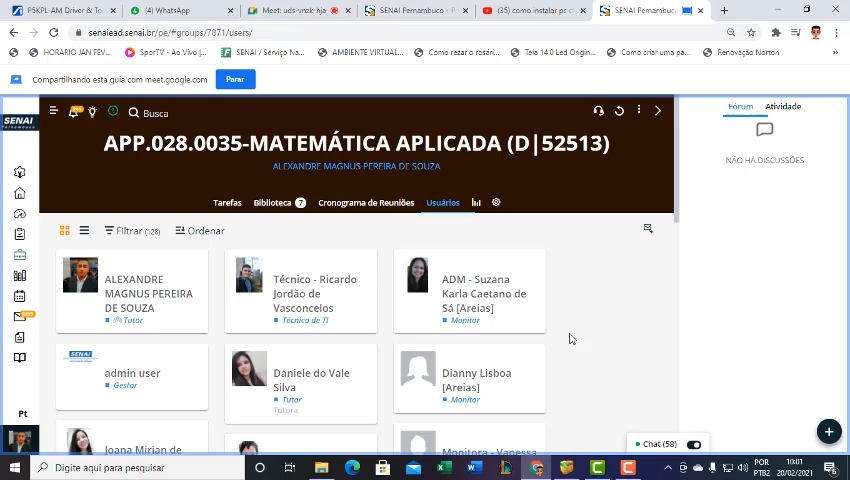 P5KPL-AM Driver & To
(4) WhatsApp
Meet: uds-vnzk-hja
SENAI Pernambuco - P
(35) como instalar pc c
SENAI Pernambuco
senaiead.senai.br/pe/#groups/7871/users/
HORARIO JAN FEV...
SporTV - Ao Vivo |...
SENAI / Serviço Na...
AMBIENTE VIRTUAL...
Como rezar o rosári...
Tela 14.0 Led Origin...
Como criar uma pá...
Renovação Norton
Compartilhando esta guia com meet.google.com
Parar
SENAI
Pernambuco
Busca
APP.028.0035-MATEMÁTICA APLICADA (D|52513)
ALEXANDRE MAGNUS PEREIRA DE SOUZA
Tarefas
Biblioteca 7
Cronograma de Reuniões
Usuários
Fórum
Atividade
NÃO HÁ DISCUSSÕES
Filtrar (128)
Ordenar
ALEXANDRE
MAGNUS PEREIRA
DE SOUZA
Tutor
Técnico - Ricardo
Jordão de
Vasconcelos
Técnico de TI
ADM - Suzana
Karla Caetano de
Sá [Areias]
Monitor
admin user
Gestor
Daniele do Vale
Silva
Tutor
Tutora
Dianny Lisboa
[Areias]
Monitor
Joana Mirian de
Monitora - Vanessa
Pt
Chat (58)
Digite aqui para pesquisar
POR
PTB2
10:01
20/02/2021